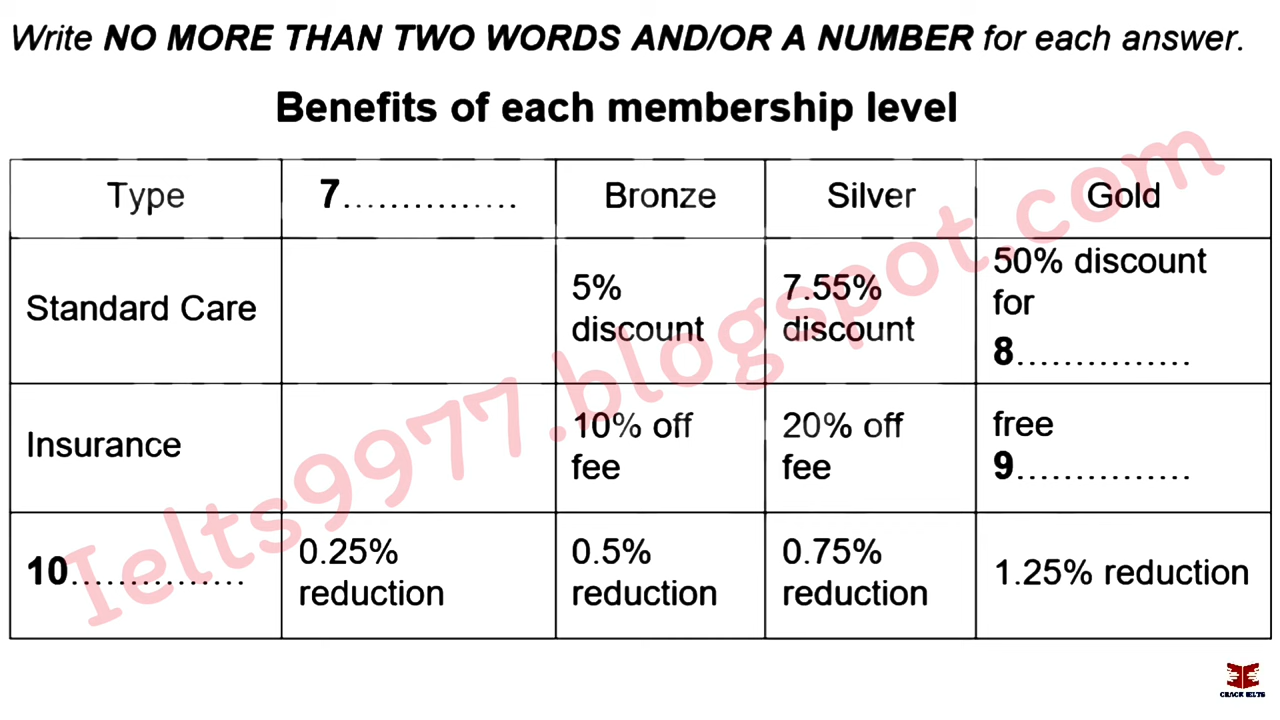 Write NO MORE THAN TWO WORDS AND/OR A NUMBER for each answer.
Benefits of each membership level
Type
7...............
Bronze
Silver
Gold
Standard Care
5%
discount
7.55%
discount
50% discount
for
8...............
Insurance
10% off
fee
20% off
fee
free
9...............
10...............
0.25%
reduction
0.5%
reduction
0.75%
reduction
1.25% reduction
Ielts9977.blogspot.com
CRACK IELTS